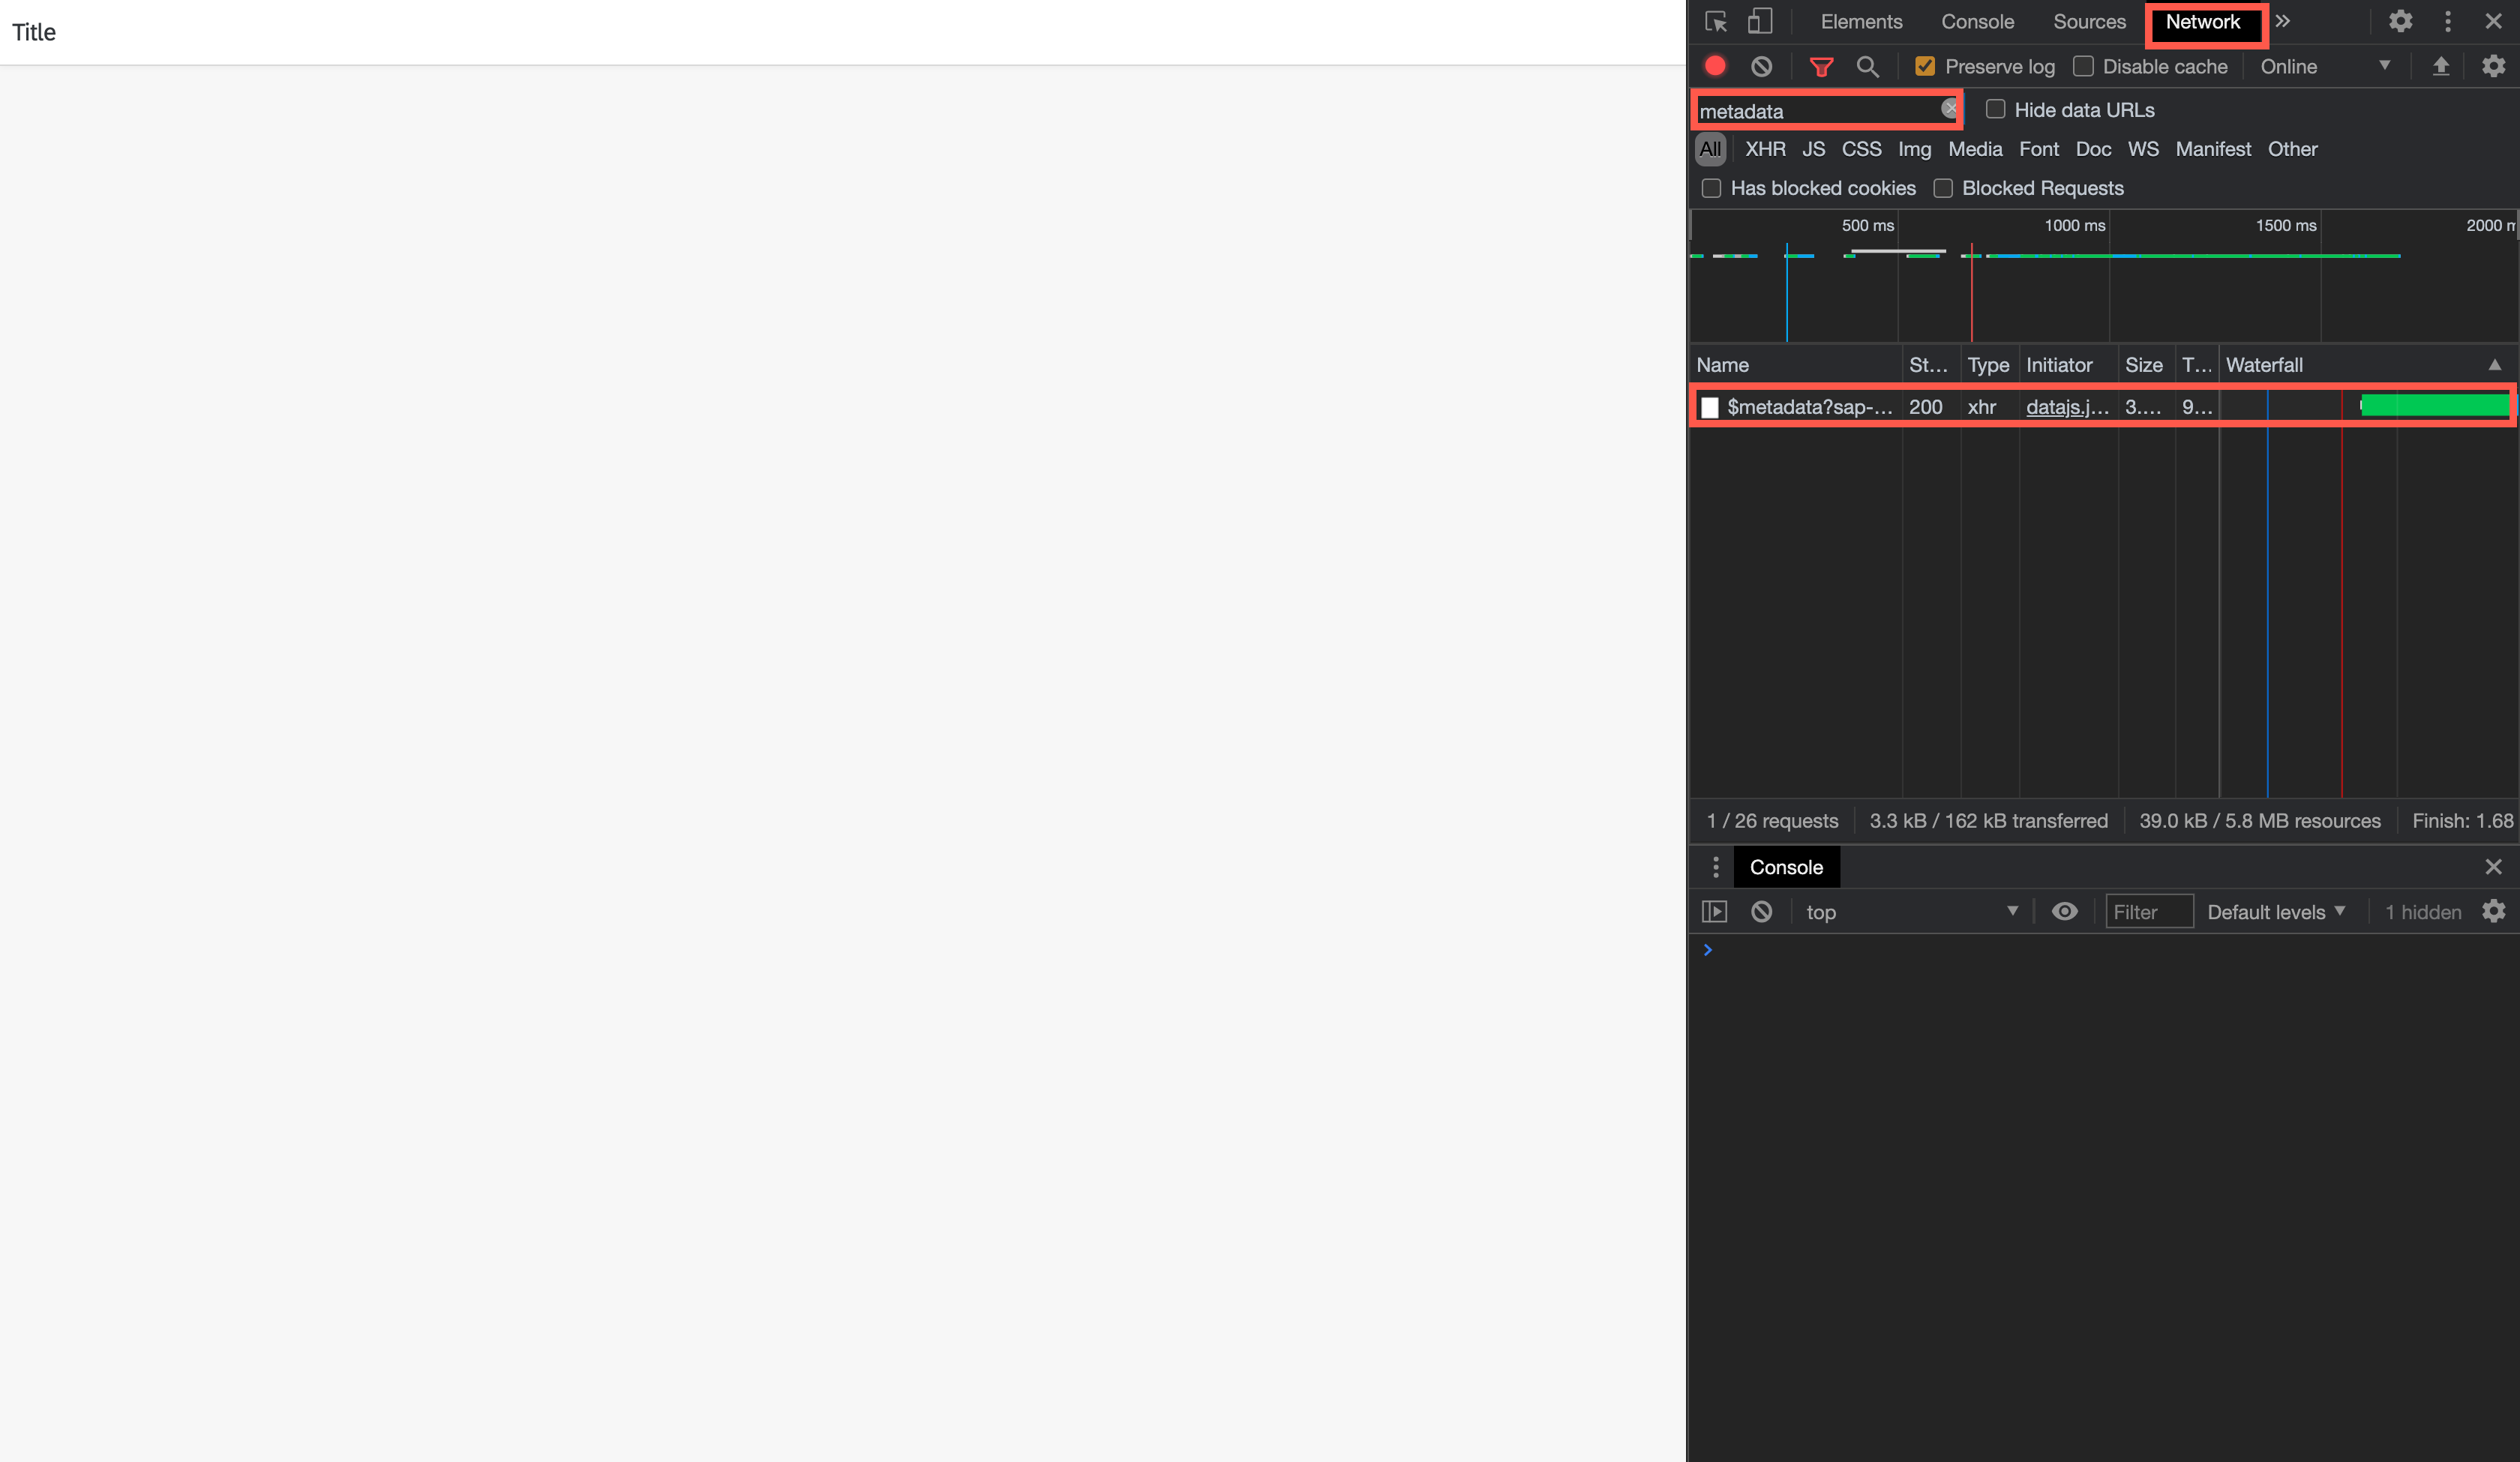 Title
Elements Console Sources Network »
Preserve log Disable cache Online
metadata Hide data URLs
All XHR JS CSS Img Media Font Doc WS Manifest Other
Has blocked cookies Blocked Requests
500 ms 1000 ms 1500 ms 2000 m
Name St... Type Initiator Size T... Waterfall
$metadata?sap-... 200 xhr datajs.j... 3.... 9...
1 / 26 requests 3.3 kB / 162 kB transferred 39.0 kB / 5.8 MB resources Finish: 1.68
Console
top Filter Default levels 1 hidden